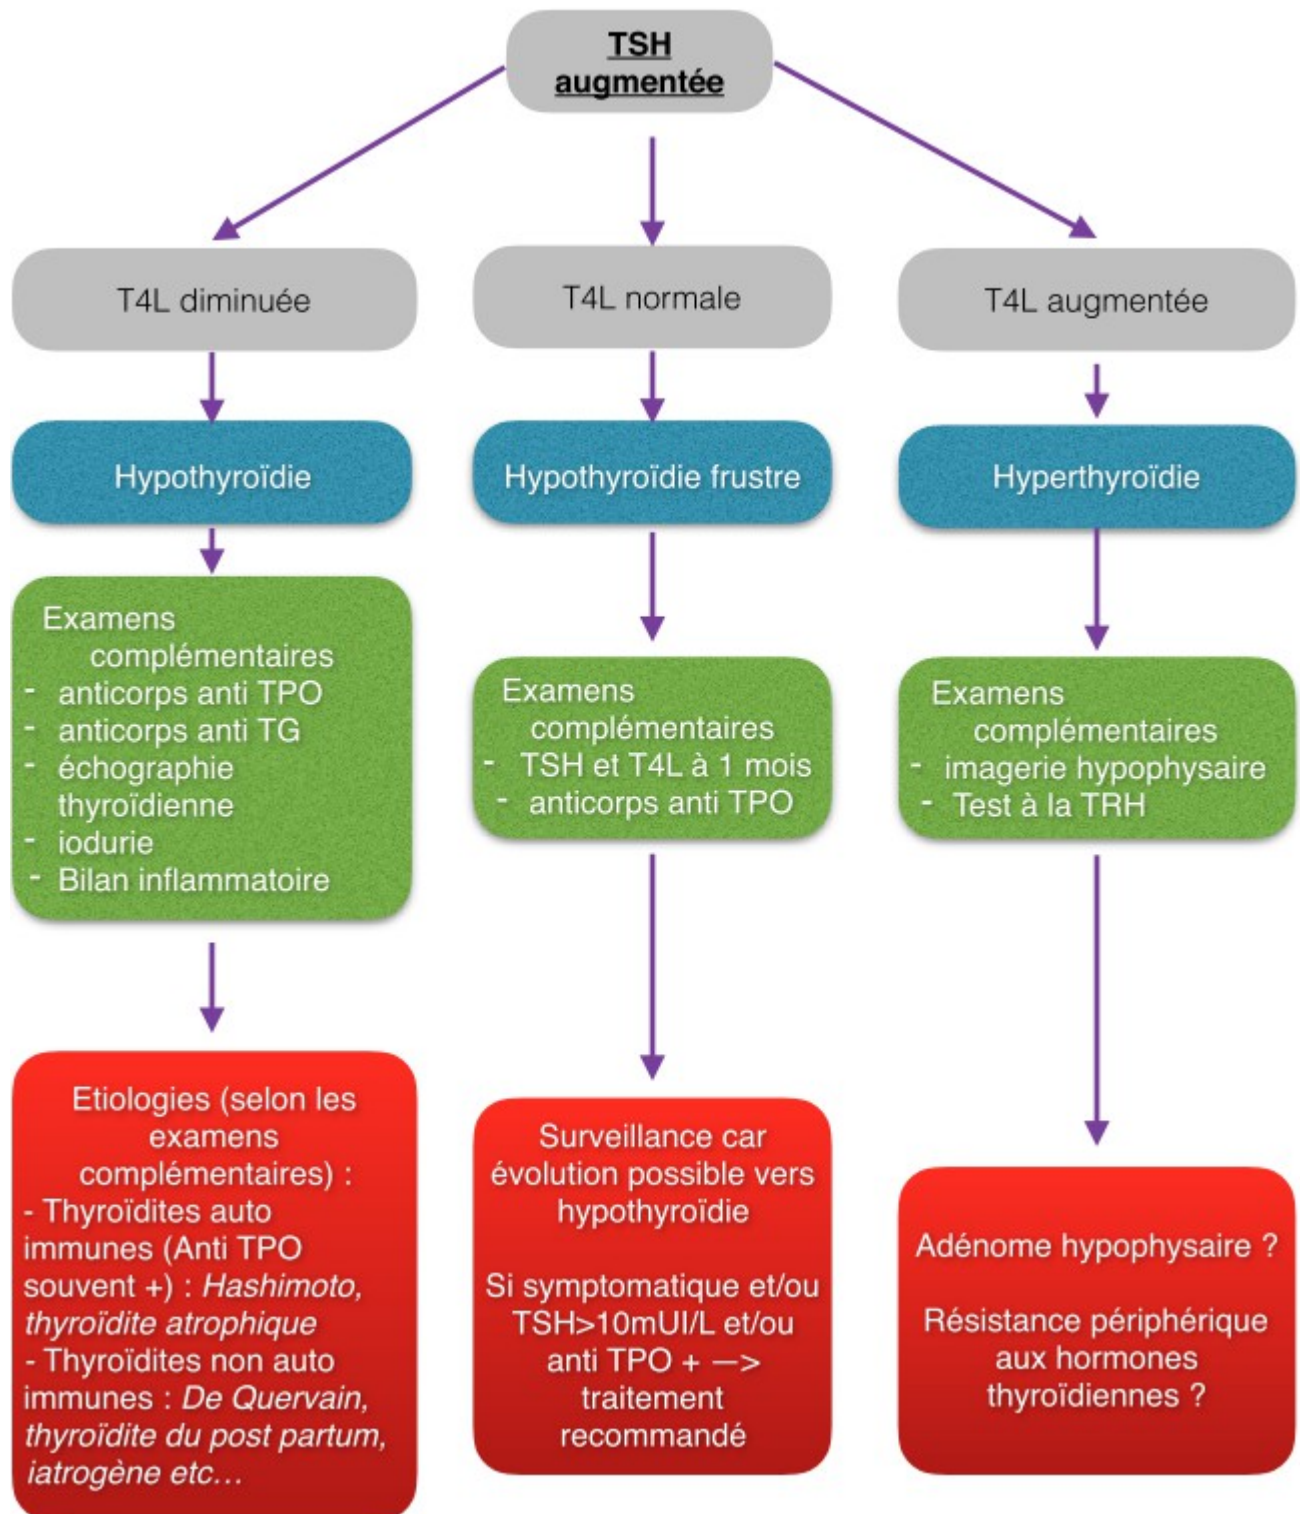 TSH
augmentée
T4L diminuée
T4L normale
T4L augmentée
Hypothyroïdie
Hypothyroïdie frustre
Hyperthyroïdie
Examens
complémentaires
- anticorps anti TPO
- anticorps anti TG
- échographie
thyroïdienne
- iodurie
- Bilan inflammatoire
Examens
complémentaires
- TSH et T4L à 1 mois
- anticorps anti TPO
Examens
complémentaires
- imagerie hypophysaire
- Test à la TRH
Etiologies (selon les
examens
complémentaires) :
- Thyroïdites auto
immunes (Anti TPO
souvent +) : Hashimoto,
thyroïdite atrophique
- Thyroïdites non auto
immunes : De Quervain,
thyroïdite du post partum,
iatrogène etc…
Surveillance car
évolution possible vers
hypothyroïdie
Si symptomatique et/ou
TSH>10mUI/L et/ou
anti TPO + —>
traitement
recommandé
Adénome hypophysaire ?
Résistance périphérique
aux hormones
thyroïdiennes ?